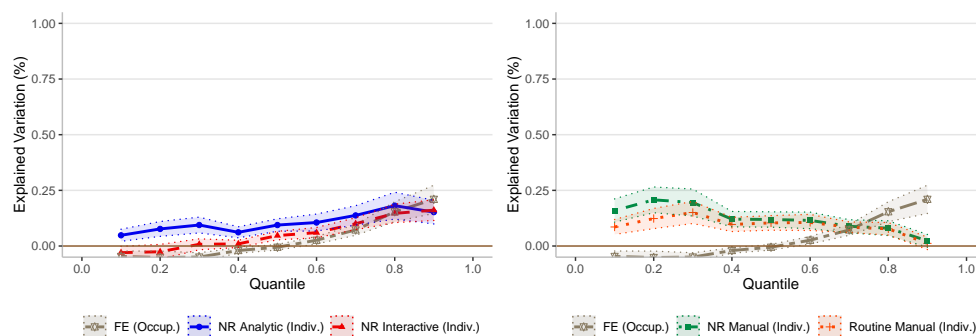 1.00
0.75
0.50
0.25
0.00
Explained Variation (%)
0.0 0.2 0.4 0.6 0.8 1.0
Quantile
FE (Occup.) NR Analytic (Indiv.) NR Interactive (Indiv.)
1.00
0.75
0.50
0.25
0.00
Explained Variation (%)
0.0 0.2 0.4 0.6 0.8 1.0
Quantile
FE (Occup.) NR Manual (Indiv.) Routine Manual (Indiv.)